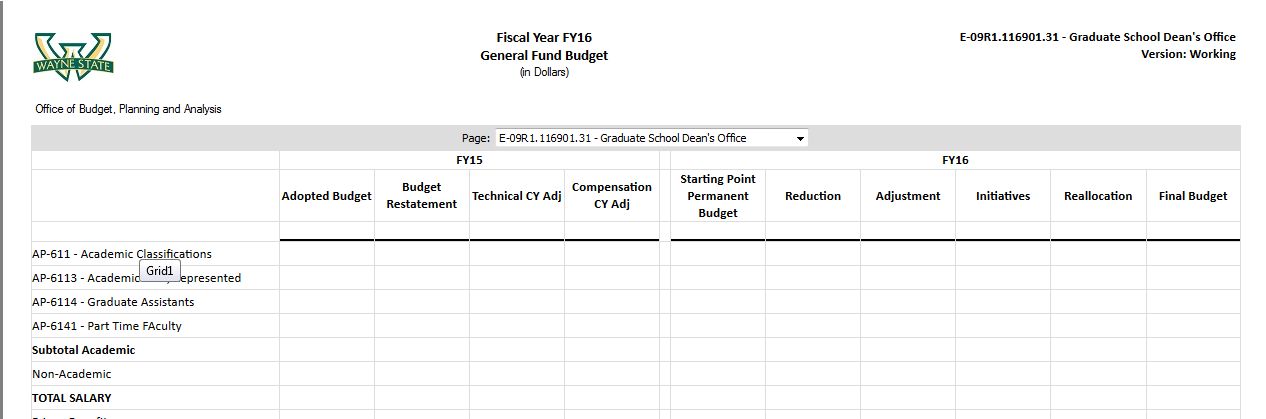 WAYNE STATE
Fiscal Year FY16
General Fund Budget
(in Dollars)
E-09R1.116901.31 - Graduate School Dean's Office
Version: Working
Office of Budget, Planning and Analysis
Page: E-09R1.116901.31 - Graduate School Dean's Office
FY15 FY16
Adopted Budget Budget Restatement Technical CY Adj Compensation CY Adj Starting Point Permanent Budget Reduction Adjustment Initiatives Reallocation Final Budget
AP-611 - Academic Classifications
Grid1
AP-6113 - Academic epresented
AP-6114 - Graduate Assistants
AP-6141 - Part Time FAculty
Subtotal Academic
Non-Academic
TOTAL SALARY